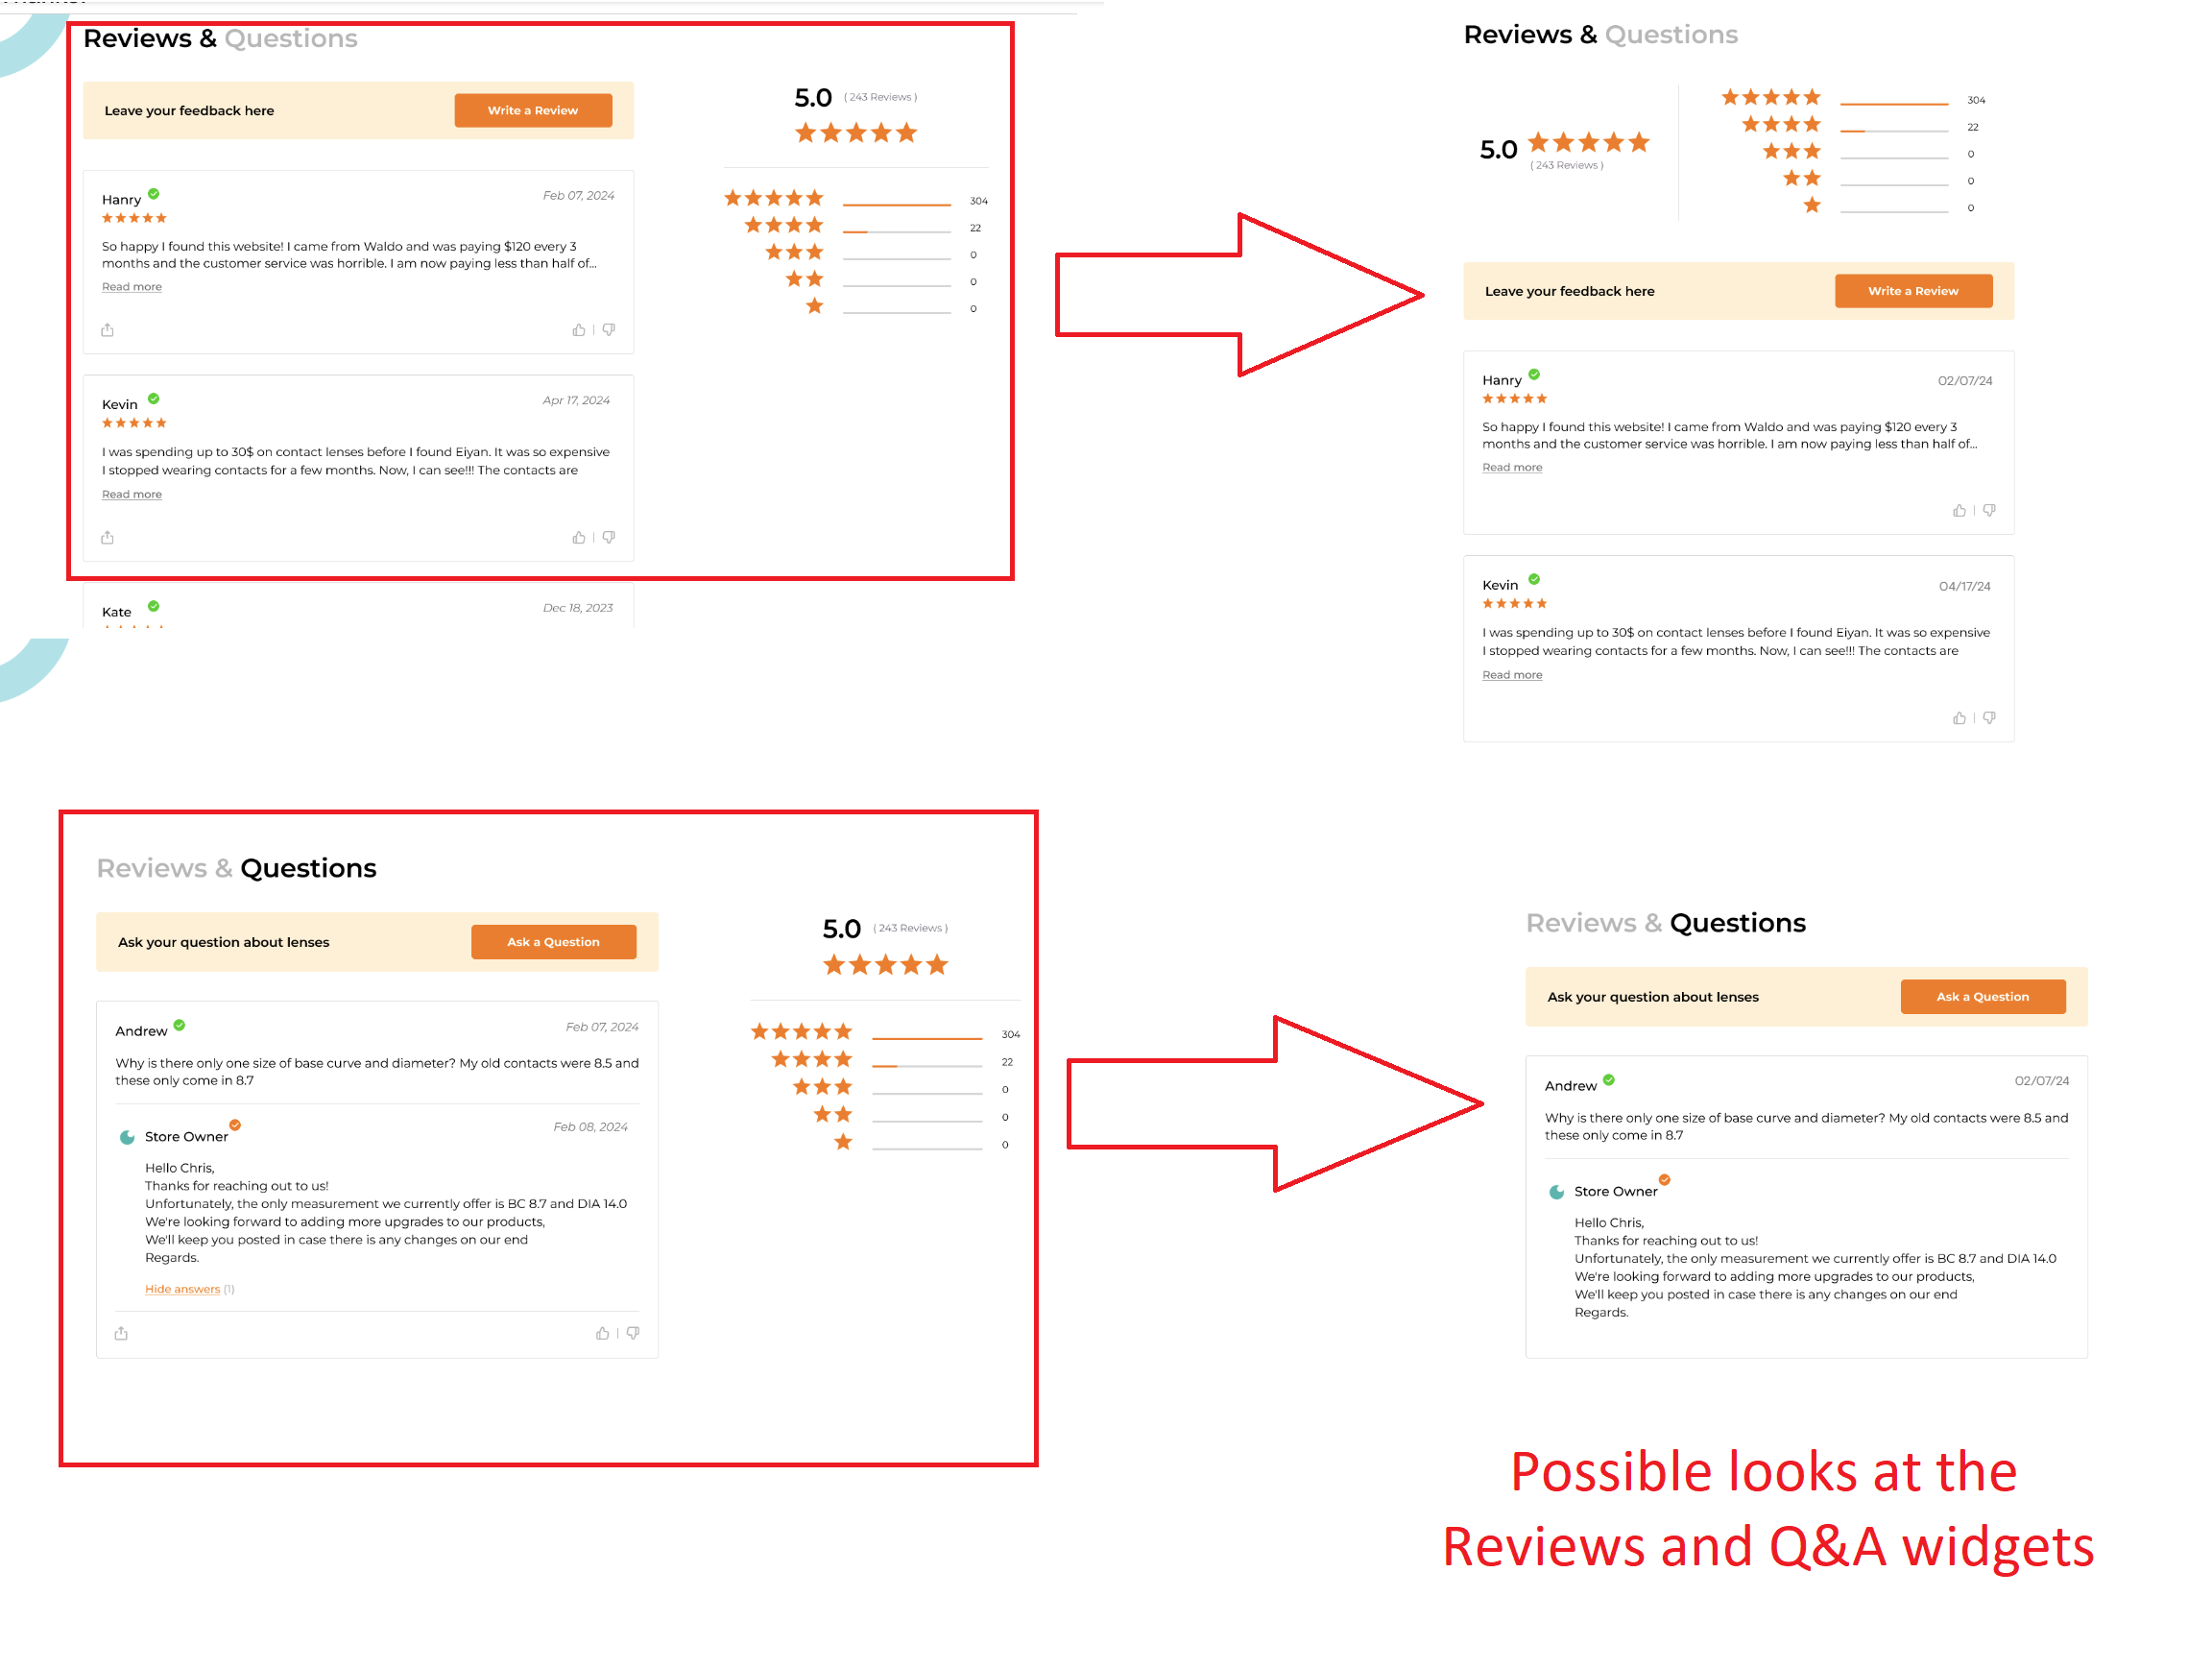 Reviews & Questions
Leave your feedback here
Write a Review
5.0 ( 243 Reviews )
304
22
0
0
0
Hanry
Feb 07, 2024
So happy I found this website! I came from Waldo and was paying $120 every 3
months and the customer service was horrible. I am now paying less than half of...
Read more
Kevin
Apr 17, 2024
I was spending up to 30$ on contact lenses before I found Eiyan. It was so expensive
I stopped wearing contacts for a few months. Now, I can see!!! The contacts are
Read more
Kate
Dec 18, 2023
Reviews & Questions
5.0
( 243 Reviews )
304
22
0
0
0
Leave your feedback here
Write a Review
Hanry
02/07/24
So happy I found this website! I came from Waldo and was paying $120 every 3
months and the customer service was horrible. I am now paying less than half of...
Read more
Kevin
04/17/24
I was spending up to 30$ on contact lenses before I found Eiyan. It was so expensive
I stopped wearing contacts for a few months. Now, I can see!!! The contacts are
Read more
Reviews & Questions
Ask your question about lenses
Ask a Question
5.0 ( 243 Reviews )
304
22
0
0
0
Andrew
Feb 07, 2024
Why is there only one size of base curve and diameter? My old contacts were 8.5 and
these only come in 8.7
Store Owner
Feb 08, 2024
Hello Chris,
Thanks for reaching out to us!
Unfortunately, the only measurement we currently offer is BC 8.7 and DIA 14.0
We're looking forward to adding more upgrades to our products,
We'll keep you posted in case there is any changes on our end
Regards.
Hide answers (1)
Reviews & Questions
Ask your question about lenses
Ask a Question
Andrew
02/07/24
Why is there only one size of base curve and diameter? My old contacts were 8.5 and
these only come in 8.7
Store Owner
Hello Chris,
Thanks for reaching out to us!
Unfortunately, the only measurement we currently offer is BC 8.7 and DIA 14.0
We're looking forward to adding more upgrades to our products,
We'll keep you posted in case there is any changes on our end
Regards.
Possible looks at the
Reviews and Q&A widgets